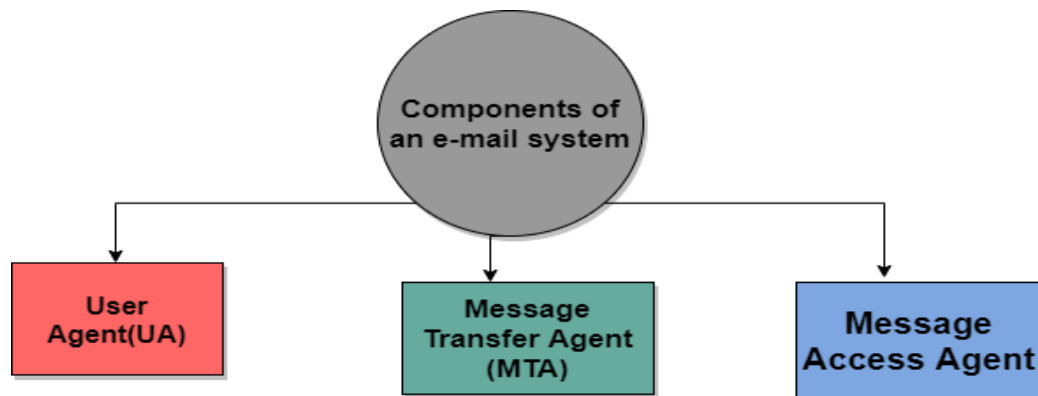 Components of
an e-mail system
User
Agent(UA)
Message
Transfer Agent
(MTA)
Message
Access Agent